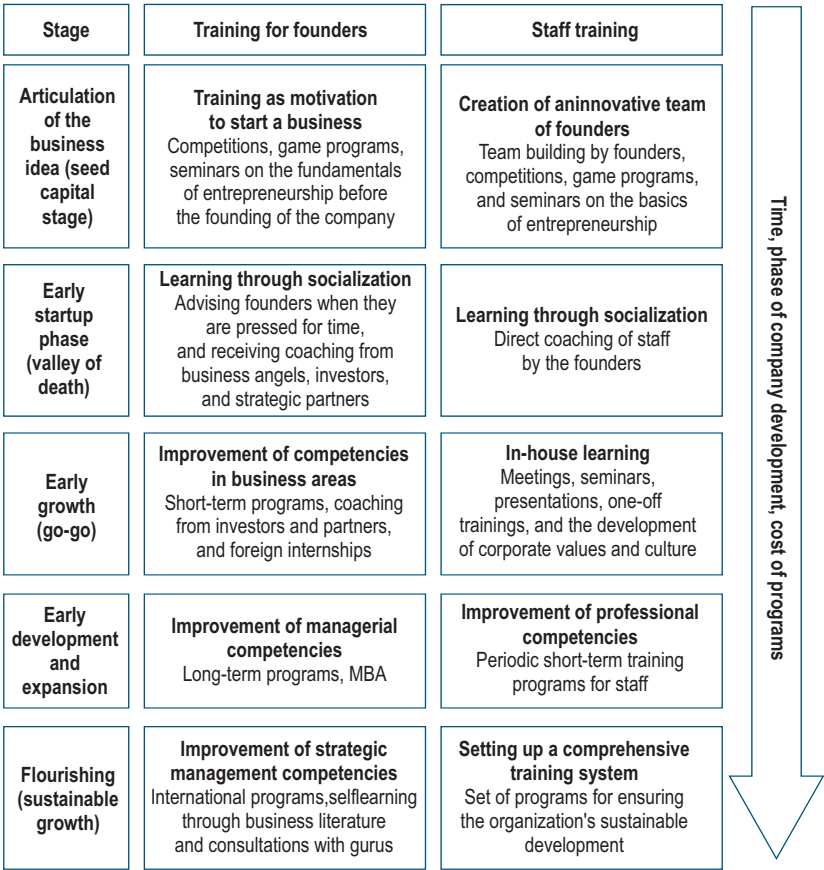 Stage
Training for founders
Staff training
Articulation
of the
business
idea (seed
capital
stage)
Training as motivation
to start a business
Competitions, game programs,
seminars on the fundamentals
of entrepreneurship before
the founding of the company
Creation of aninnovative team
of founders
Team building by founders,
competitions, game programs,
and seminars on the basics
of entrepreneurship
Early
startup
phase
(valley of
death)
Learning through socialization
Advising founders when they
are pressed for time,
and receiving coaching from
business angels, investors,
and strategic partners
Learning through socialization
Direct coaching of staff
by the founders
Early
growth
(go-go)
Improvement of competencies
in business areas
Short-term programs, coaching
from investors and partners,
and foreign internships
In-house learning
Meetings, seminars,
presentations, one-off
trainings, and the development
of corporate values and culture
Early
development
and
expansion
Improvement of managerial
competencies
Long-term programs, MBA
Improvement of professional
competencies
Periodic short-term training
programs for staff
Flourishing
(sustainable
growth)
Improvement of strategic
management competencies
International programs,selflearning
through business literature
and consultations with gurus
Setting up a comprehensive
training system
Set of programs for ensuring
the organization's sustainable
development
Time, phase of company development, cost of programs